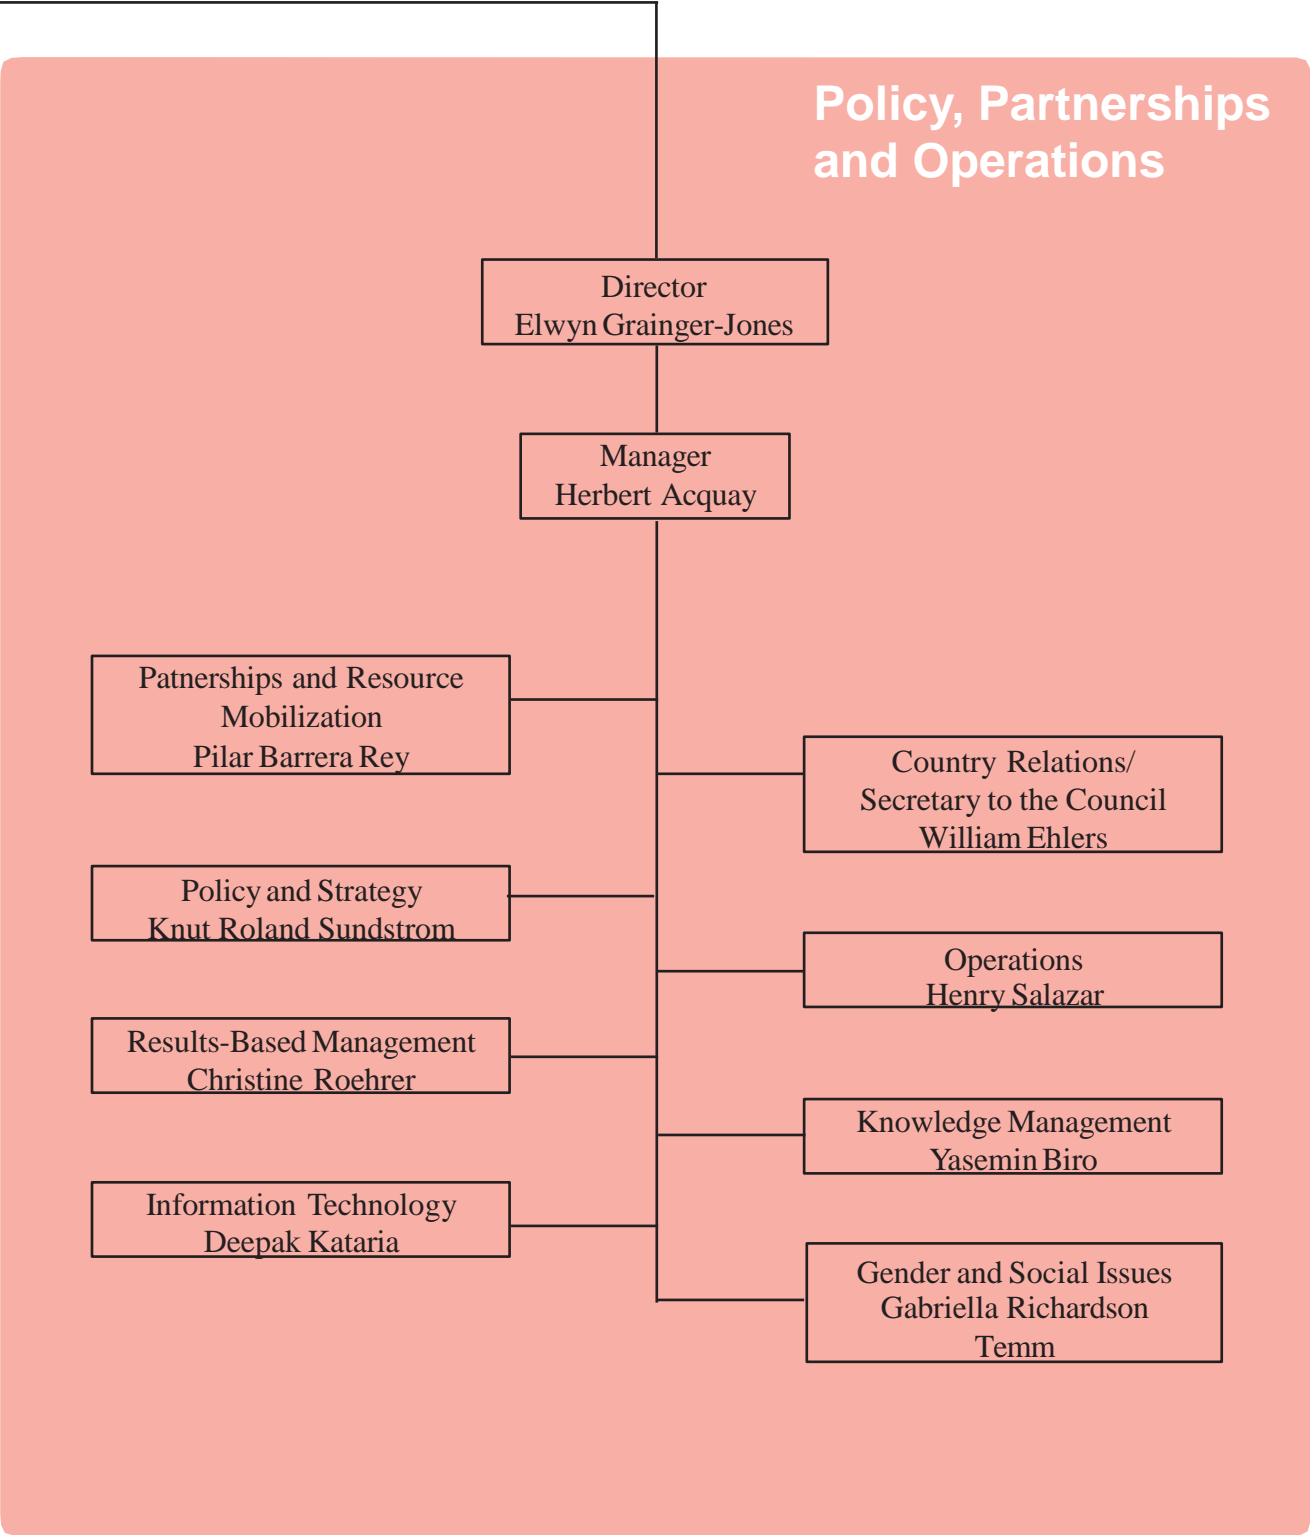 Policy, Partnerships
and Operations
Director
Elwyn Grainger-Jones
Manager
Herbert Acquay
Patnerships and Resource
Mobilization
Pilar Barrera Rey
Country Relations/
Secretary to the Council
William Ehlers
Policy and Strategy
Knut Roland Sundstrom
Operations
Henry Salazar
Results-Based Management
Christine Roehrer
Knowledge Management
Yasemin Biro
Information Technology
Deepak Kataria
Gender and Social Issues
Gabriella Richardson
Temm